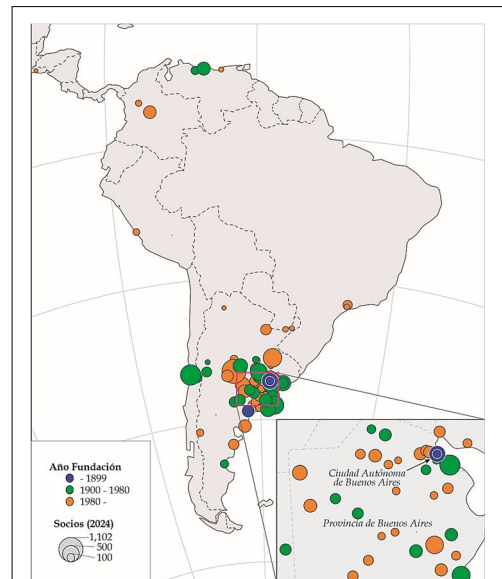 Año Fundación
- 1899
1900 - 1980
1980 -
Socios (2024)
1,102
500
100
Ciudad Autónoma
de Buenos Aires
Provincia de Buenos Aires